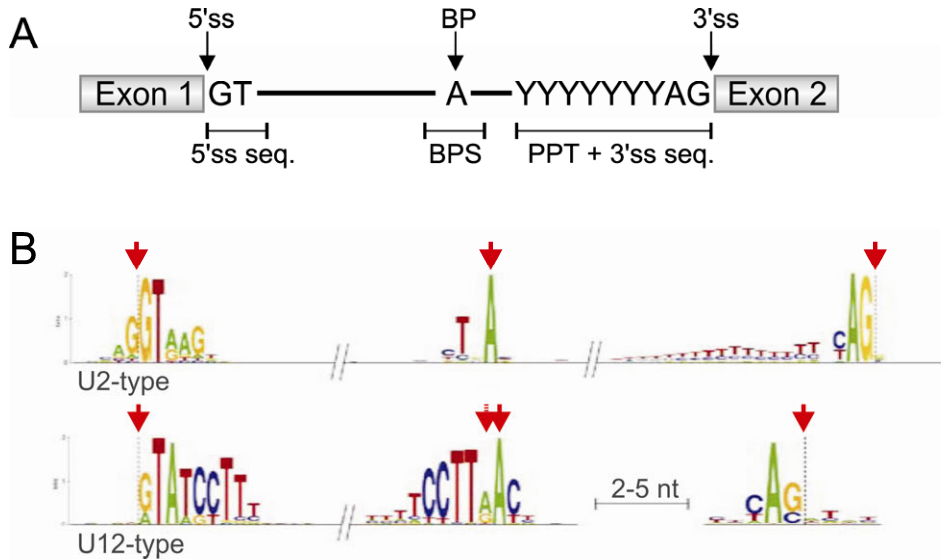 A
5'ss BP 3'ss
Exon 1 GT A YYYYYYYAG Exon 2
5'ss seq. BPS PPT + 3'ss seq.
B
U2-type
2-5 nt
U12-type